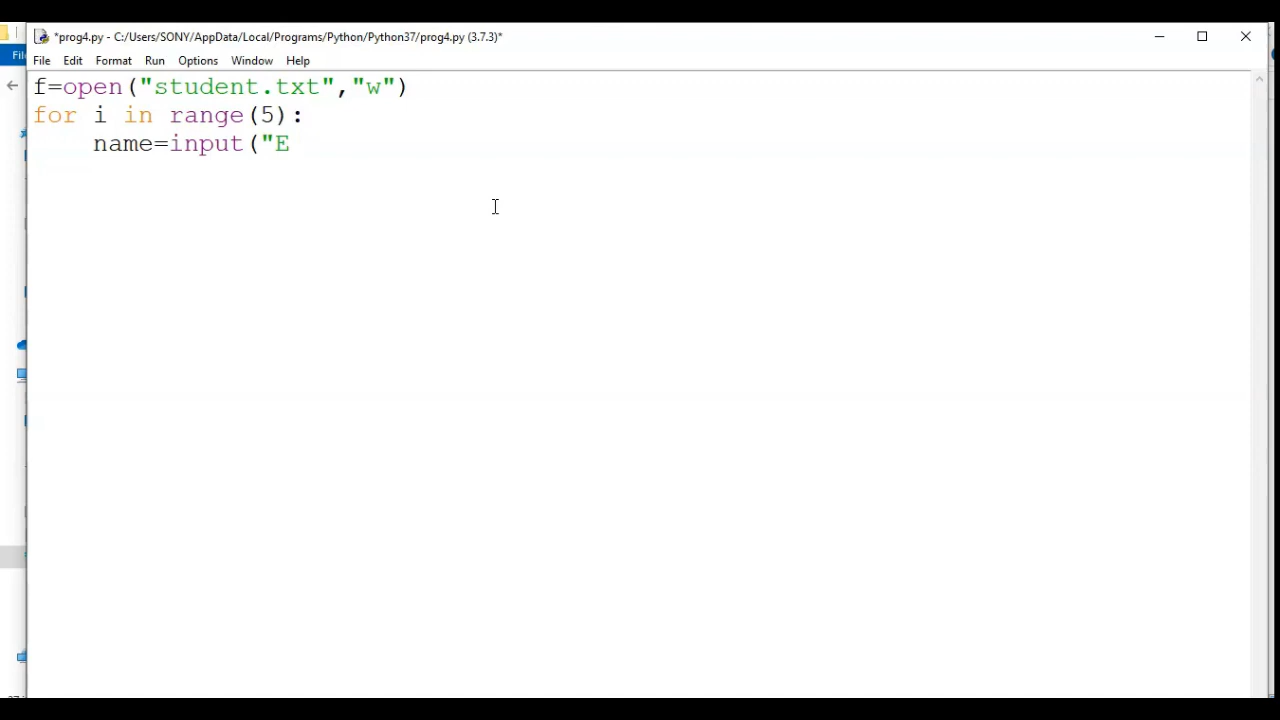 *prog4.py - C:/Users/SONY/AppData/Local/Programs/Python/Python37/prog4.py (3.7.3)*
Fil
File Edit Format Run Options Window Help
f=open("student.txt","w")
for i in range(5):
    name=input("E